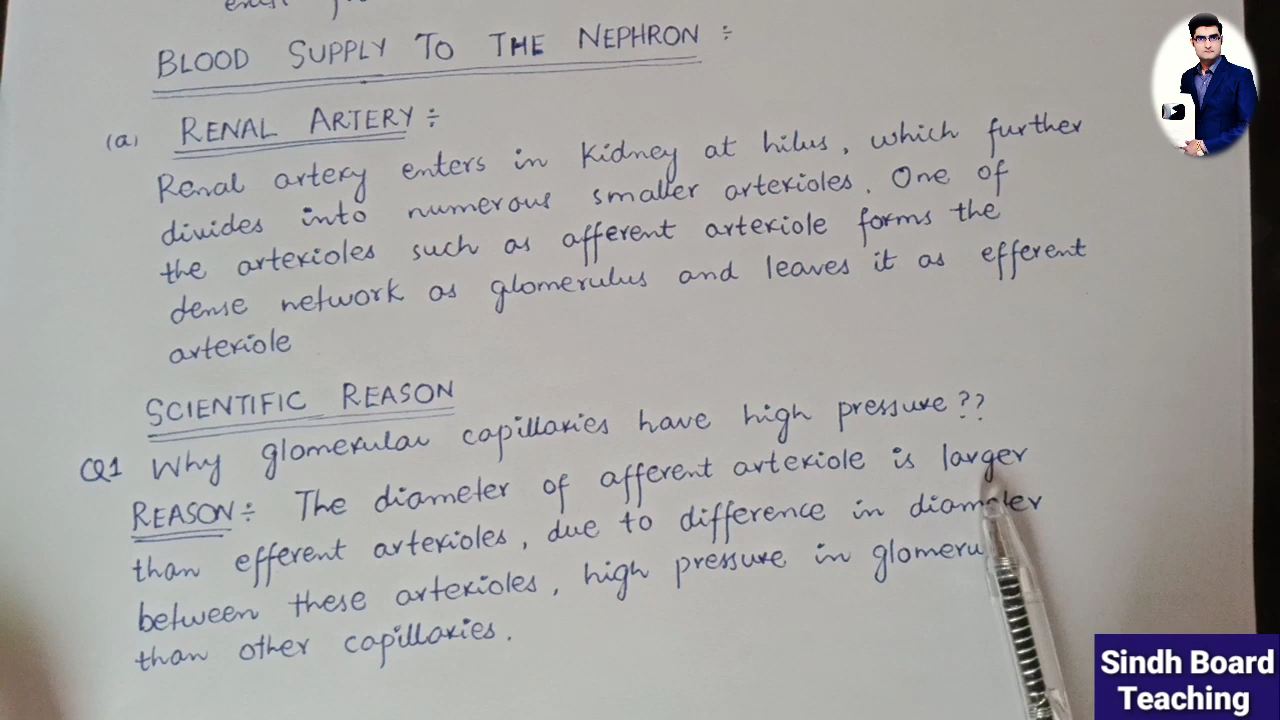 BLOOD SUPPLY TO THE NEPHRON ÷
(a) RENAL ARTERY ÷
Renal artery enters in kidney at hilus, which further
divides into numerous smaller arterioles. One of
the arterioles such as afferent arteriole forms the
dense network as glomerulus and leaves it as efferent
arteriole
SCIENTIFIC REASON
Q1 Why glomerular capillaries have high pressure??
REASON ÷ The diameter of afferent arteriole is larger
than efferent arterioles, due to difference in diameter
between these arterioles, high pressure in glomeru
than other capillaries.
Sindh Board
Teaching